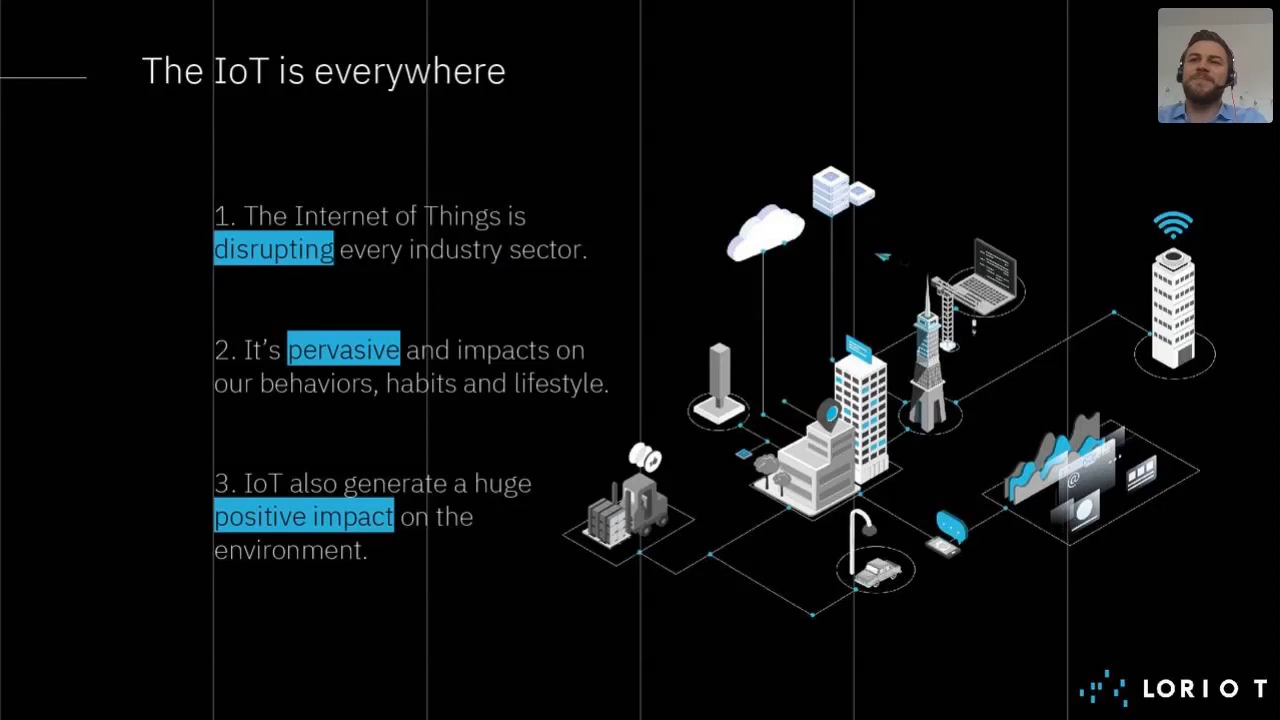 The IoT is everywhere
1. The Internet of Things is
disrupting every industry sector.
2. It's pervasive and impacts on
our behaviors, habits and lifestyle.
3. IoT also generate a huge
positive impact on the
environment.
@
LORIOT